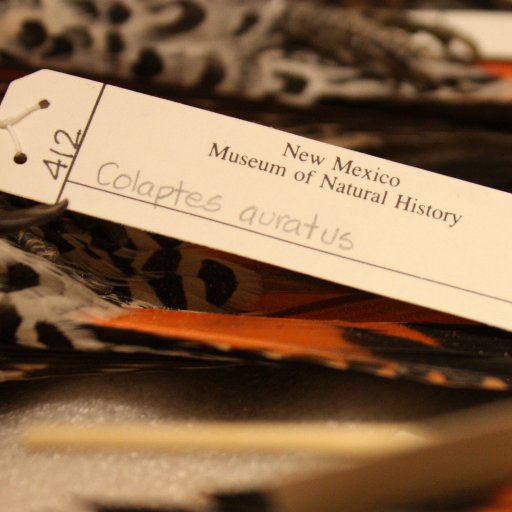 412
New Mexico
Museum of Natural History
Colaptes auratus